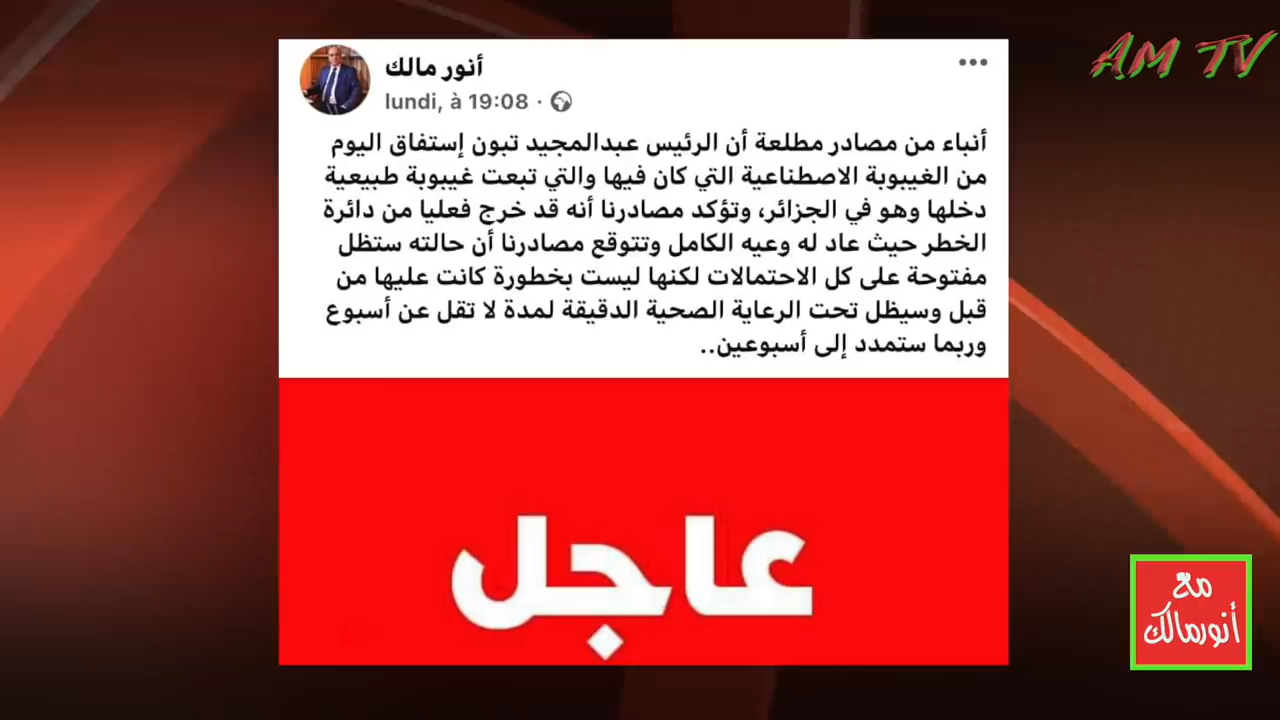 AM TV
أنور مالك
lundi, à 19:08 ·
أنباء من مصادر مطلعة أن الرئيس عبدالمجيد تبون إستفاق اليوم
من الغيبوبة الاصطناعية التي كان فيها والتي تبعت غيبوبة طبيعية
دخلها وهو في الجزائر، وتؤكد مصادرنا أنه قد خرج فعليا من دائرة
الخطر حيث عاد له وعيه الكامل وتتوقع مصادرنا أن حالته ستظل
مفتوحة على كل الاحتمالات لكنها ليست بخطورة كانت عليها من
قبل وسيظل تحت الرعاية الصحية الدقيقة لمدة لا تقل عن أسبوع
وربما ستمدد إلى أسبوعين..
عاجل
مع
أنورمالك